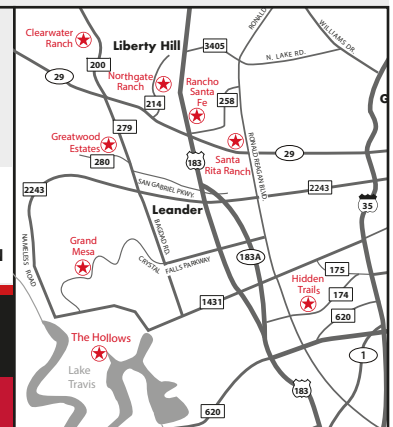 Clearwater
Ranch
Liberty Hill
3405
RONALD
WILLIAMS DR.
N. LAKE RD.
200
29
Northgate
Ranch
Rancho
Santa
Fe
214
258
G
279
Greatwood
Estates
280
183
Santa
Rita Ranch
RONALD REAGAN BLVD.
29
2243
SAN GABRIEL PKWY.
2243
35
Leander
NAMELESS ROAD
BAGDAD RD.
Grand
Mesa
CRYSTAL FALLS PARKWAY
183A
175
Hidden
Trails
174
1431
620
The Hollows
Lake
Travis
1
183
620